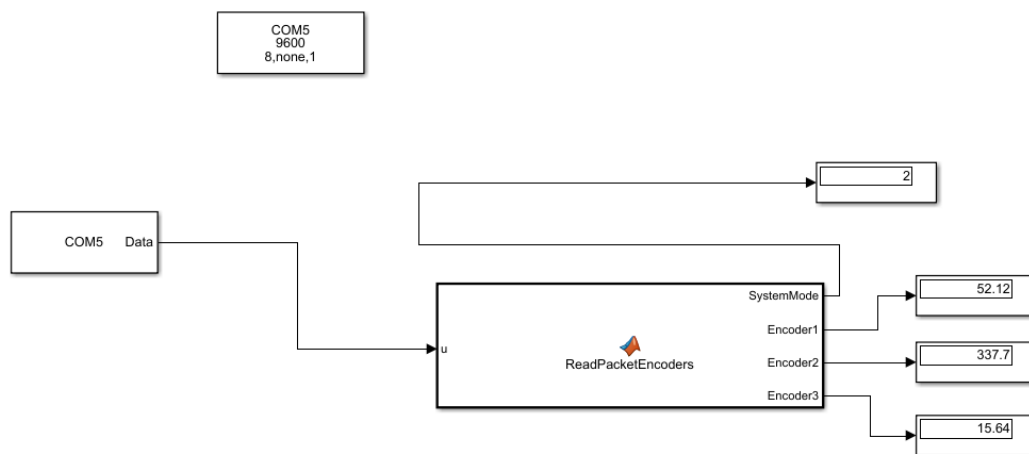 COM5
9600
8,none,1
2
COM5 Data
SystemMode
52.12
Encoder1
u
ReadPacketEncoders
Encoder2
337.7
Encoder3
15.64